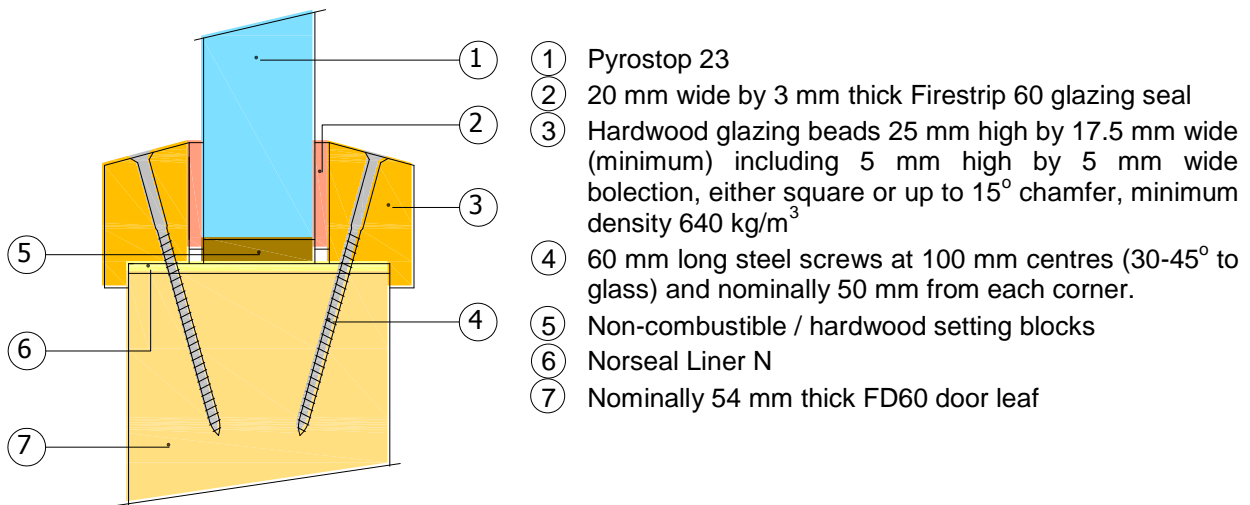 1 1 Pyrostop 23
2 2 20 mm wide by 3 mm thick Firestrip 60 glazing seal
3 3 Hardwood glazing beads 25 mm high by 17.5 mm wide
(minimum) including 5 mm high by 5 mm wide
bolection, either square or up to 15° chamfer, minimum
density 640 kg/m³
5 4 60 mm long steel screws at 100 mm centres (30-45° to
glass) and nominally 50 mm from each corner.
4 5 Non-combustible / hardwood setting blocks
6 6 Norseal Liner N
7 7 Nominally 54 mm thick FD60 door leaf